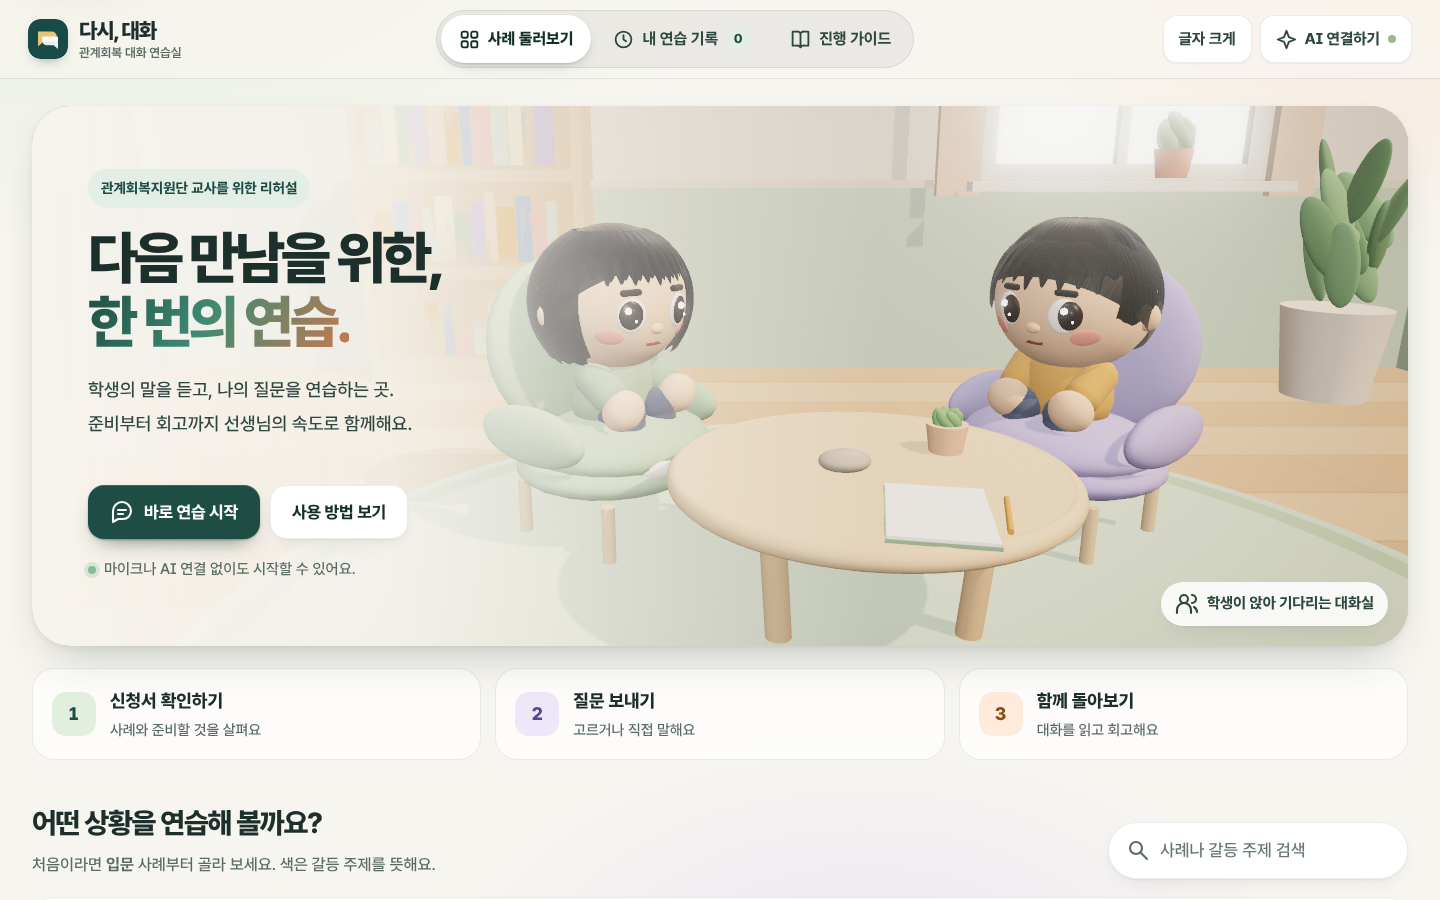 다시, 대화
관계회복 대화 연습실
사례 둘러보기
내 연습 기록 0
진행 가이드
글자 크게
AI 연결하기
관계회복지원단 교사를 위한 리허설
다음 만남을 위한,
한 번의 연습.
학생의 말을 듣고, 나의 질문을 연습하는 곳.
준비부터 회고까지 선생님의 속도로 함께해요.
바로 연습 시작
사용 방법 보기
마이크나 AI 연결 없이도 시작할 수 있어요.
학생이 앉아 기다리는 대화실
1
신청서 확인하기
사례와 준비할 것을 살펴요
2
질문 보내기
고르거나 직접 말해요
3
함께 돌아보기
대화를 읽고 회고해요
어떤 상황을 연습해 볼까요?
처음이라면 입문 사례부터 골라 보세요. 색은 갈등 주제를 뜻해요.
사례나 갈등 주제 검색